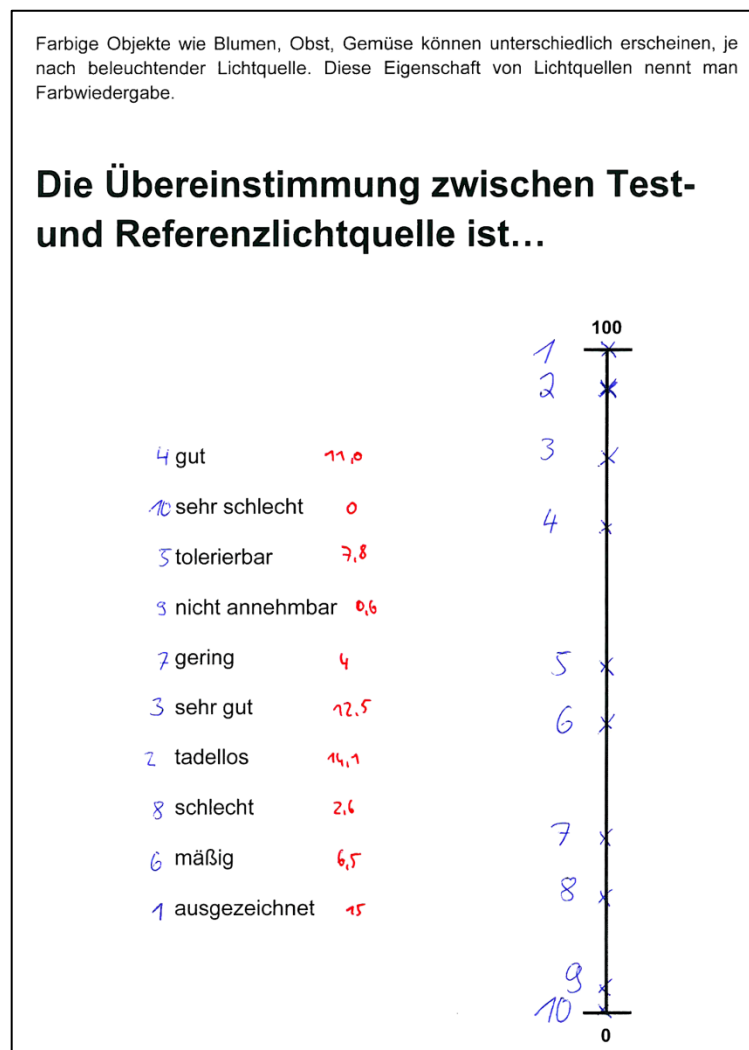 Farbige Objekte wie Blumen, Obst, Gemüse können unterschiedlich erscheinen, je
nach beleuchtender Lichtquelle. Diese Eigenschaft von Lichtquellen nennt man
Farbwiedergabe.
Die Übereinstimmung zwischen Test-
und Referenzlichtquelle ist...
4 gut 11,0
10 sehr schlecht 0
5 tolerierbar 7,8
9 nicht annehmbar 0,6
7 gering 4
3 sehr gut 12,5
2 tadellos 14,1
8 schlecht 2,6
6 mäßig 6,5
1 ausgezeichnet 15
100
1
2
3
4
5
6
7
8
9
10
0